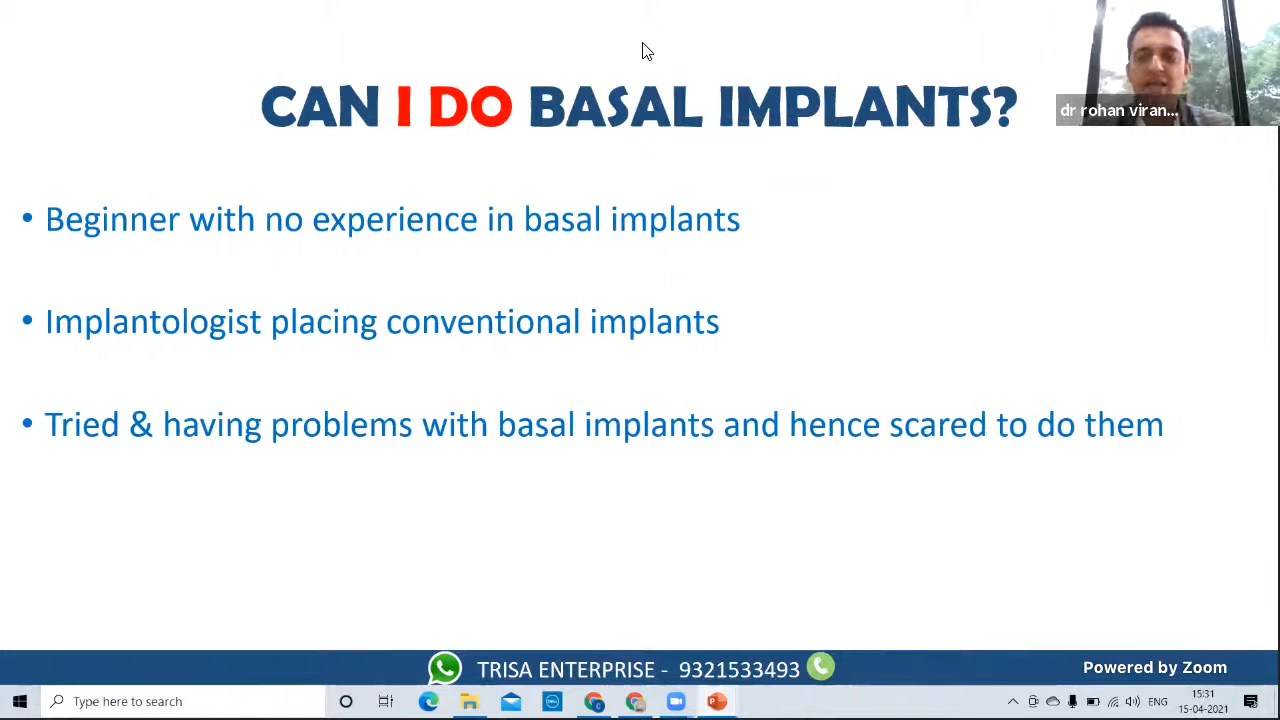 CAN I DO BASAL IMPLANTS?
dr rohan viran...
• Beginner with no experience in basal implants
• Implantologist placing conventional implants
• Tried & having problems with basal implants and hence scared to do them
TRISA ENTERPRISE - 9321533493
Powered by Zoom
Type here to search
ENG
15:31
15-04-2021